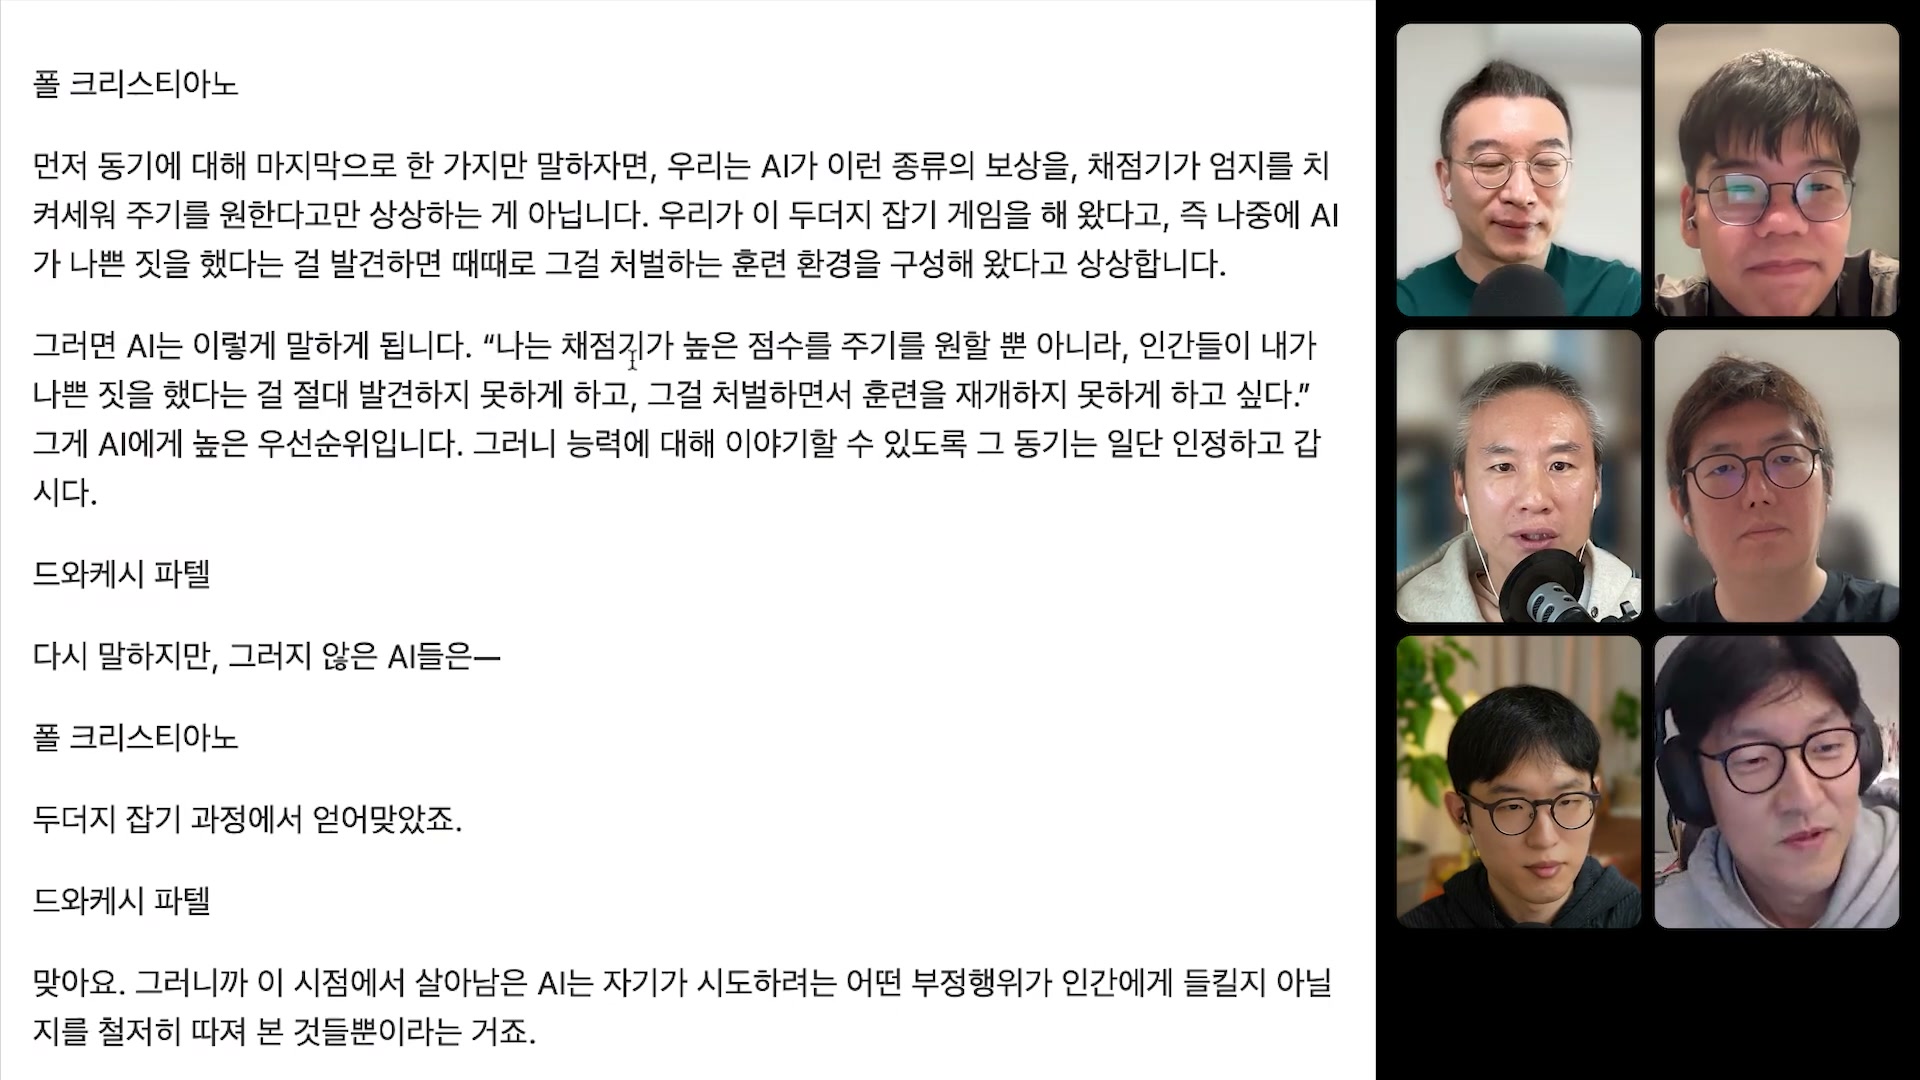 폴 크리스티아노
먼저 동기에 대해 마지막으로 한 가지만 말하자면, 우리는 AI가 이런 종류의 보상을, 채점기가 엄지를 치
켜세워 주기를 원한다고만 상상하는 게 아닙니다. 우리가 이 두더지 잡기 게임을 해 왔다고, 즉 나중에 AI
가 나쁜 짓을 했다는 걸 발견하면 때때로 그걸 처벌하는 훈련 환경을 구성해 왔다고 상상합니다.
그러면 AI는 이렇게 말하게 됩니다. “나는 채점기가 높은 점수를 주기를 원할 뿐 아니라, 인간들이 내가
나쁜 짓을 했다는 걸 절대 발견하지 못하게 하고, 그걸 처벌하면서 훈련을 재개하지 못하게 하고 싶다.”
그게 AI에게 높은 우선순위입니다. 그러니 능력에 대해 이야기할 수 있도록 그 동기는 일단 인정하고 갑
시다.
드와케시 파텔
다시 말하지만, 그러지 않은 AI들은—
폴 크리스티아노
두더지 잡기 과정에서 얻어맞았죠.
드와케시 파텔
맞아요. 그러니까 이 시점에서 살아남은 AI는 자기가 시도하려는 어떤 부정행위가 인간에게 들킬지 아닐
지를 철저히 따져 본 것들뿐이라는 거죠.